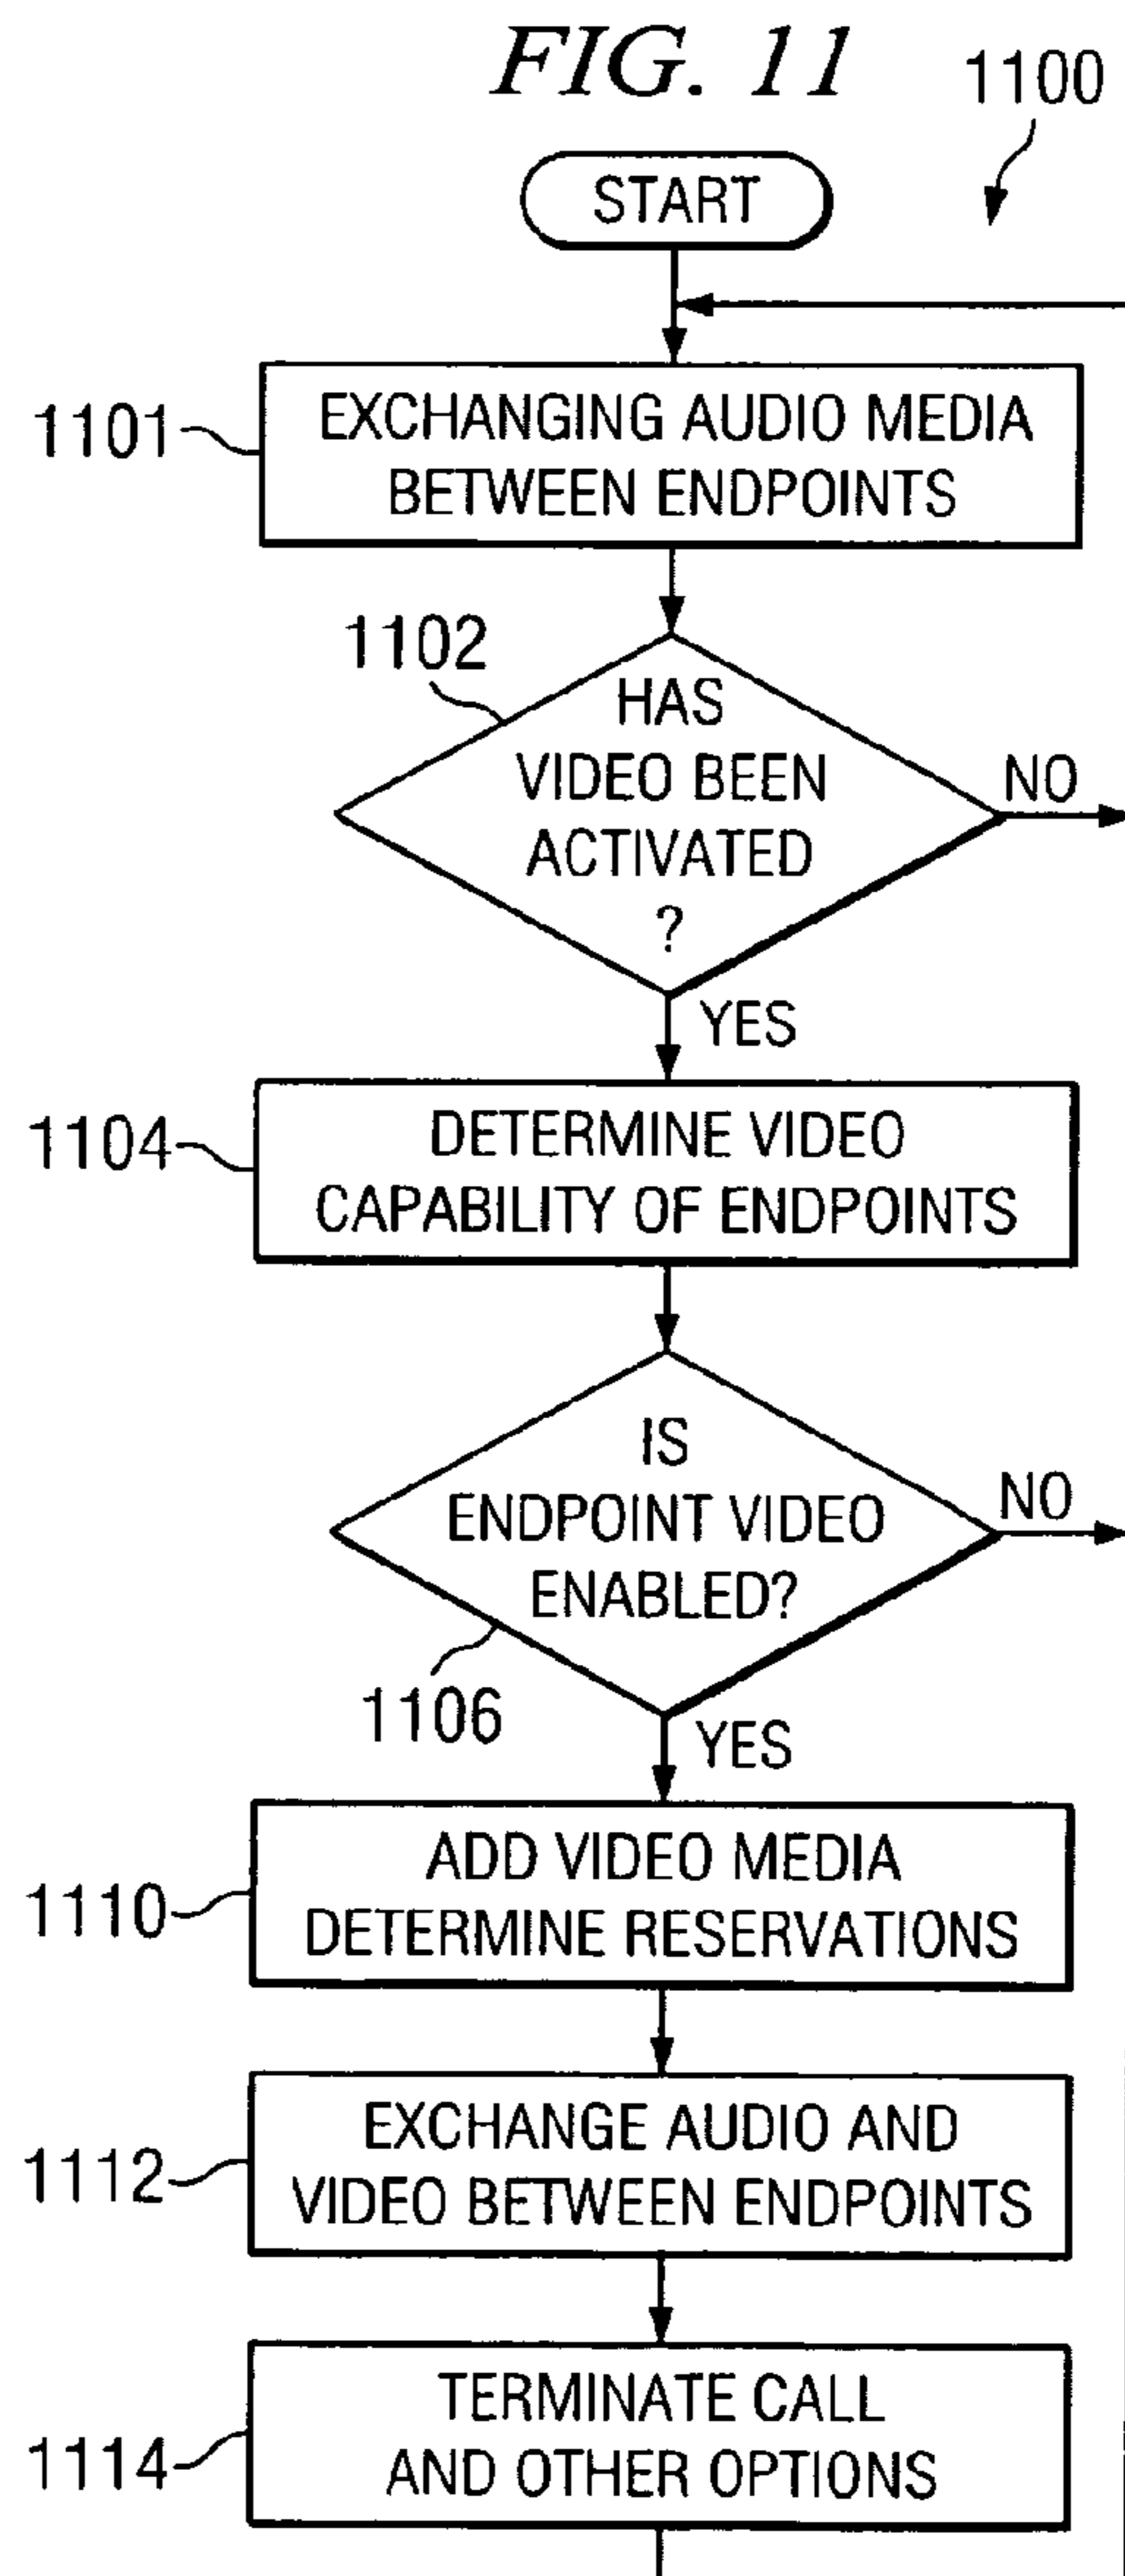 FIG. 11
1100
START
1101
EXCHANGING AUDIO MEDIA
BETWEEN ENDPOINTS
1102
HAS
VIDEO BEEN
ACTIVATED
?
NO
YES
1104
DETERMINE VIDEO
CAPABILITY OF ENDPOINTS
IS
ENDPOINT VIDEO
ENABLED?
NO
1106
YES
1110
ADD VIDEO MEDIA
DETERMINE RESERVATIONS
1112
EXCHANGE AUDIO AND
VIDEO BETWEEN ENDPOINTS
1114
TERMINATE CALL
AND OTHER OPTIONS